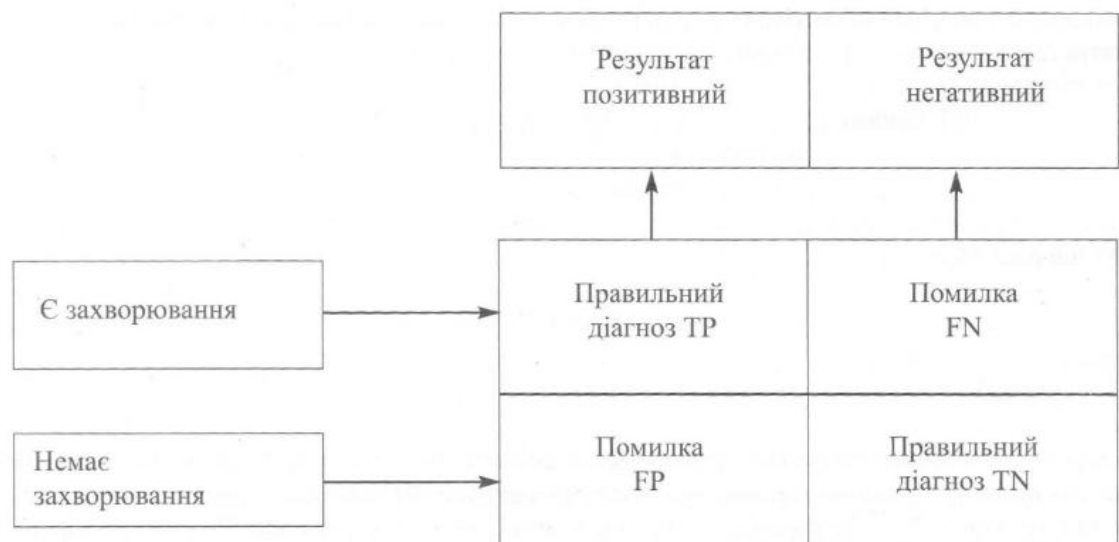 Результат
позитивний
Результат
негативний
Є захворювання
Правильний
діагноз TP
Помилка
FN
Немає
захворювання
Помилка
FP
Правильний
діагноз TN